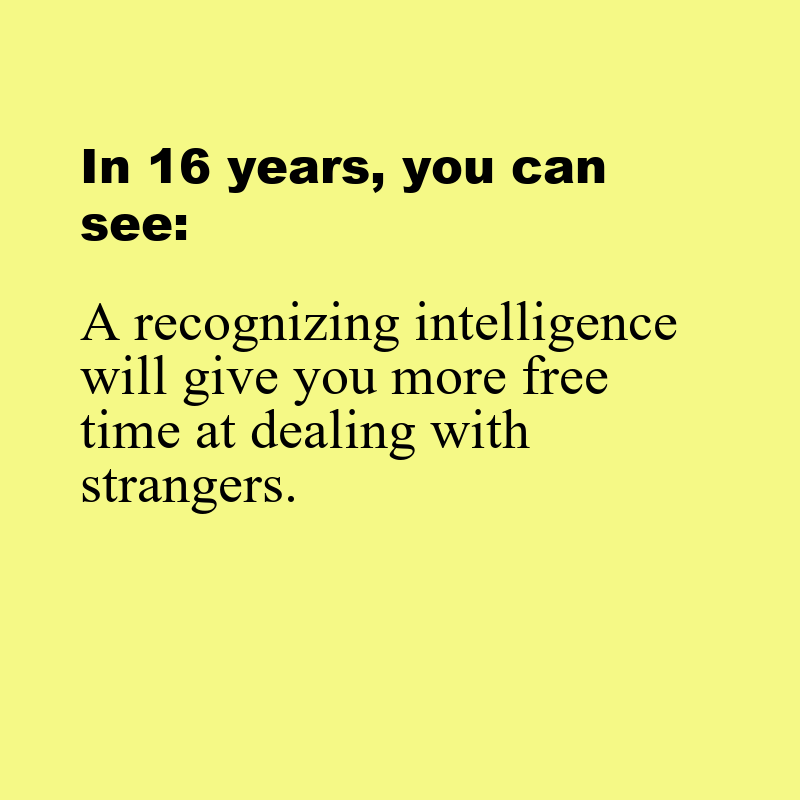 In 16 years, you can
see:
A recognizing intelligence
will give you more free
time at dealing with
strangers.